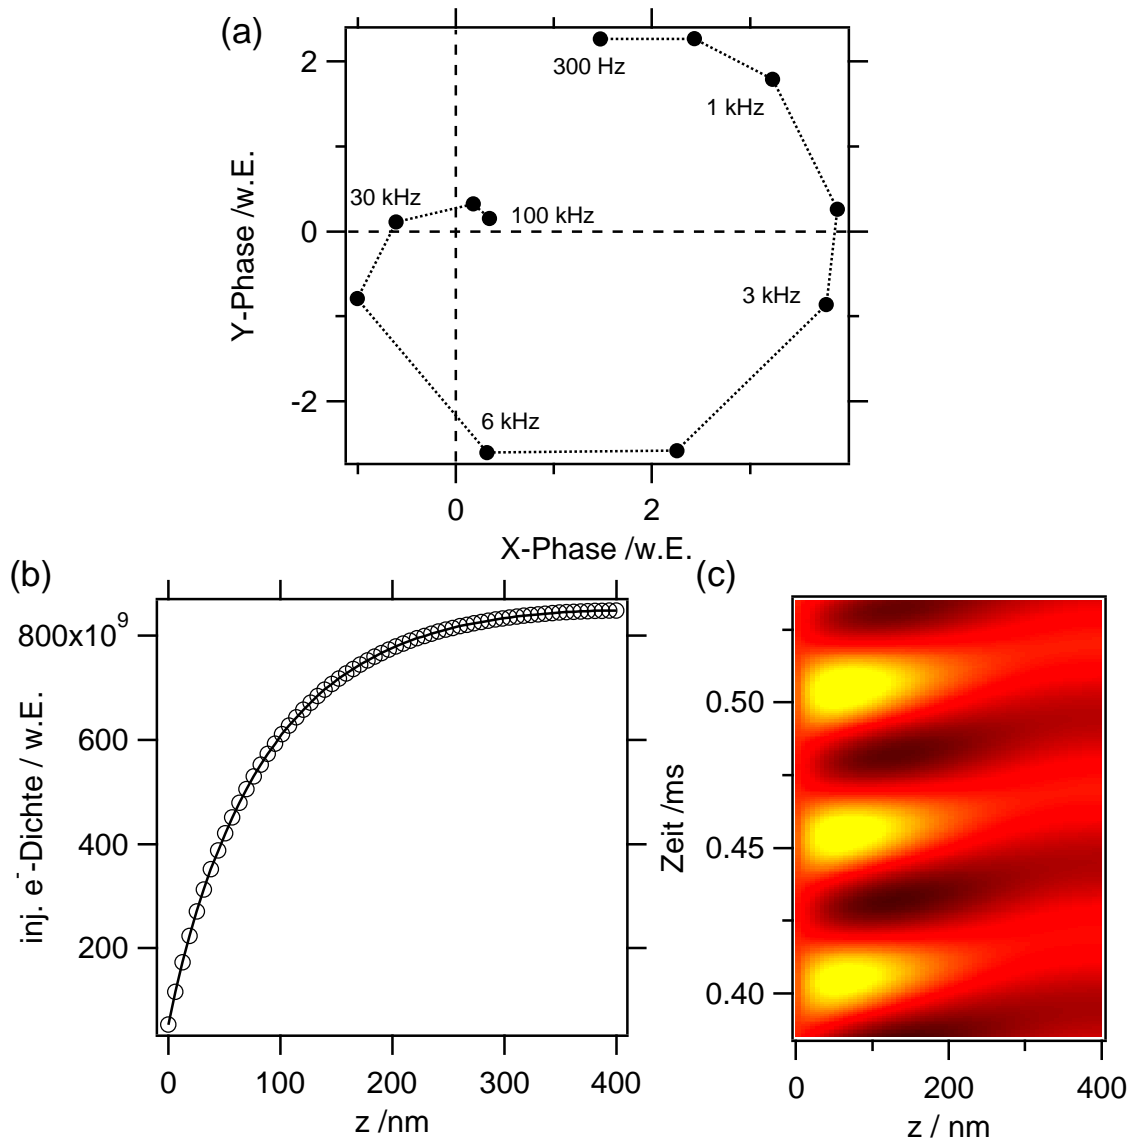 (a)
2
0
-2
Y-Phase /w.E.
300 Hz
1 kHz
30 kHz
100 kHz
3 kHz
6 kHz
0 2
X-Phase /w.E.
(b)
800x10⁹
600
400
200
inj. e⁻-Dichte / w.E.
0 100 200 300 400
z /nm
(c)
0.50
0.45
0.40
Zeit /ms
0 200 400
z / nm